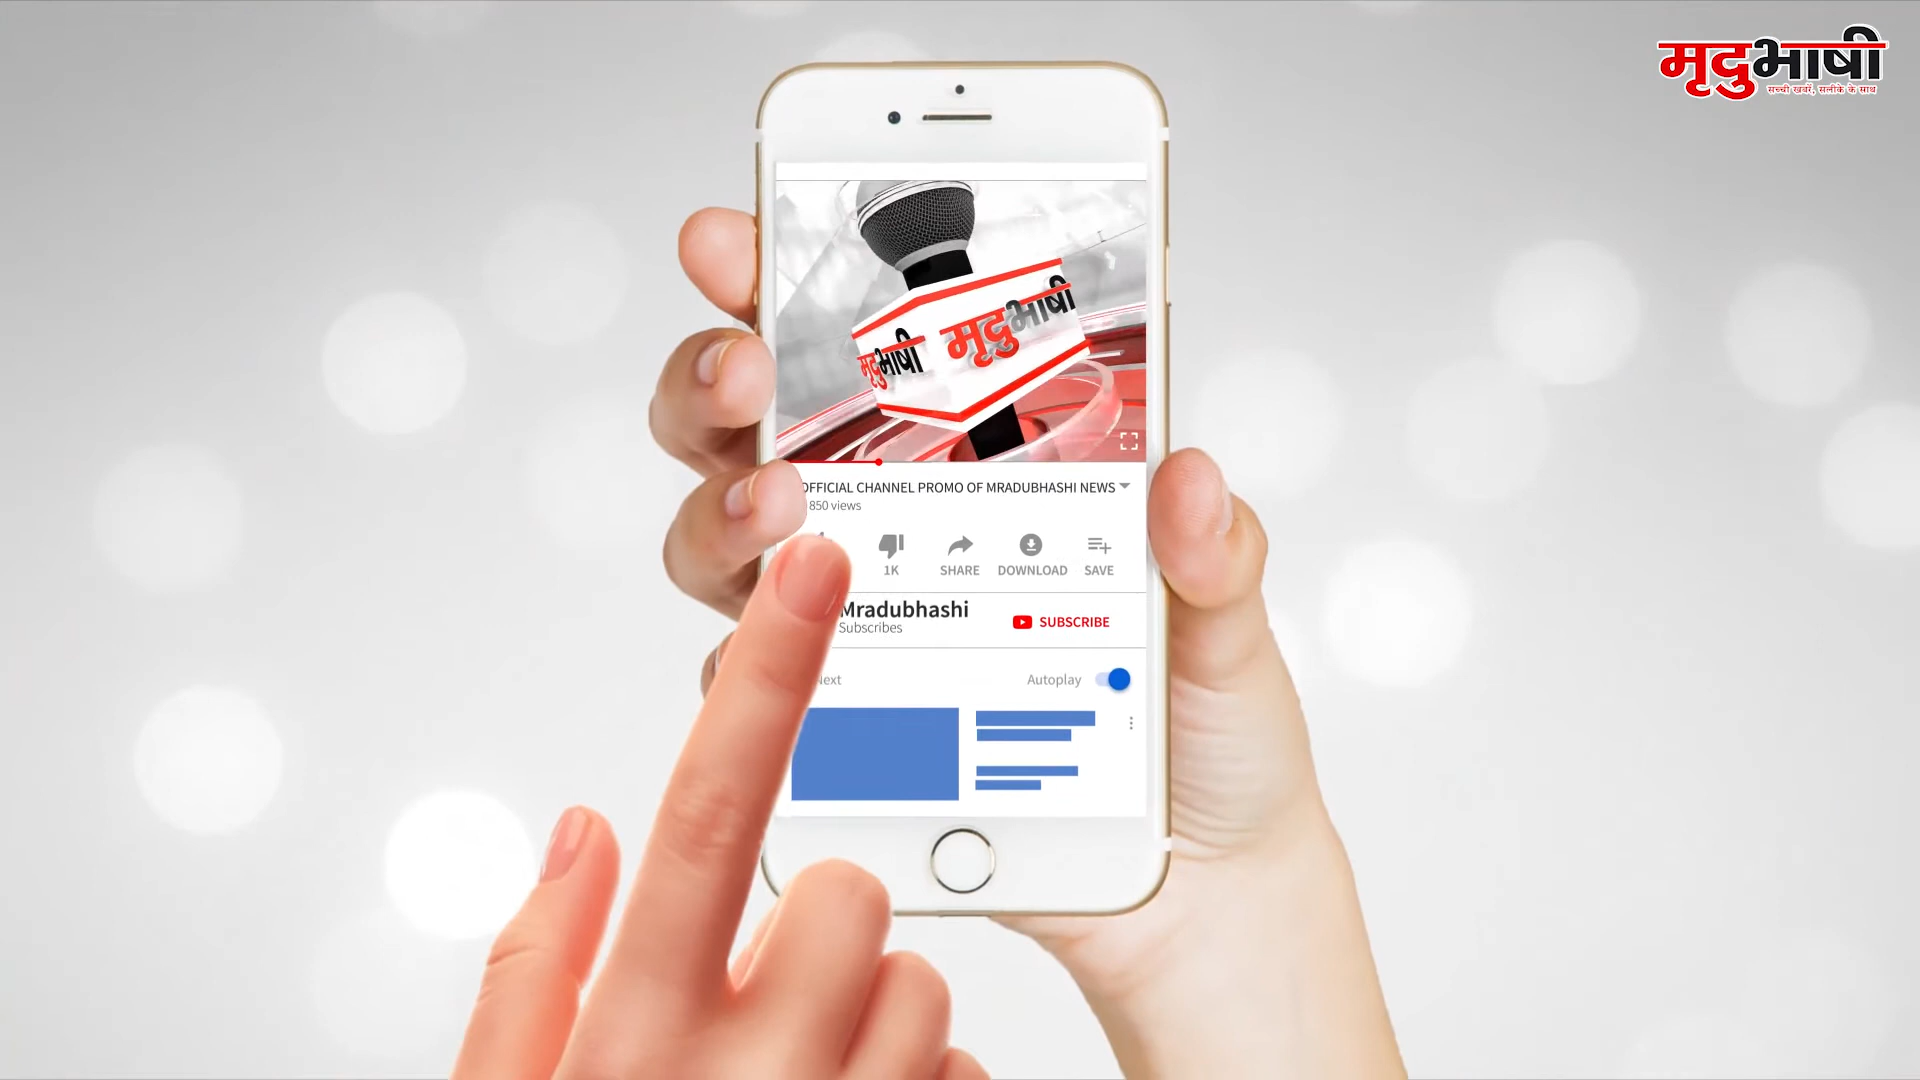 मृदुभाषी
सच्ची खबरें, सलीके के साथ
मृदुभाषी मृदुभाषी
OFFICIAL CHANNEL PROMO OF MRADUBHASHI NEWS
850 views
1K SHARE DOWNLOAD SAVE
Mradubhashi
Subscribes
SUBSCRIBE
Next
Autoplay